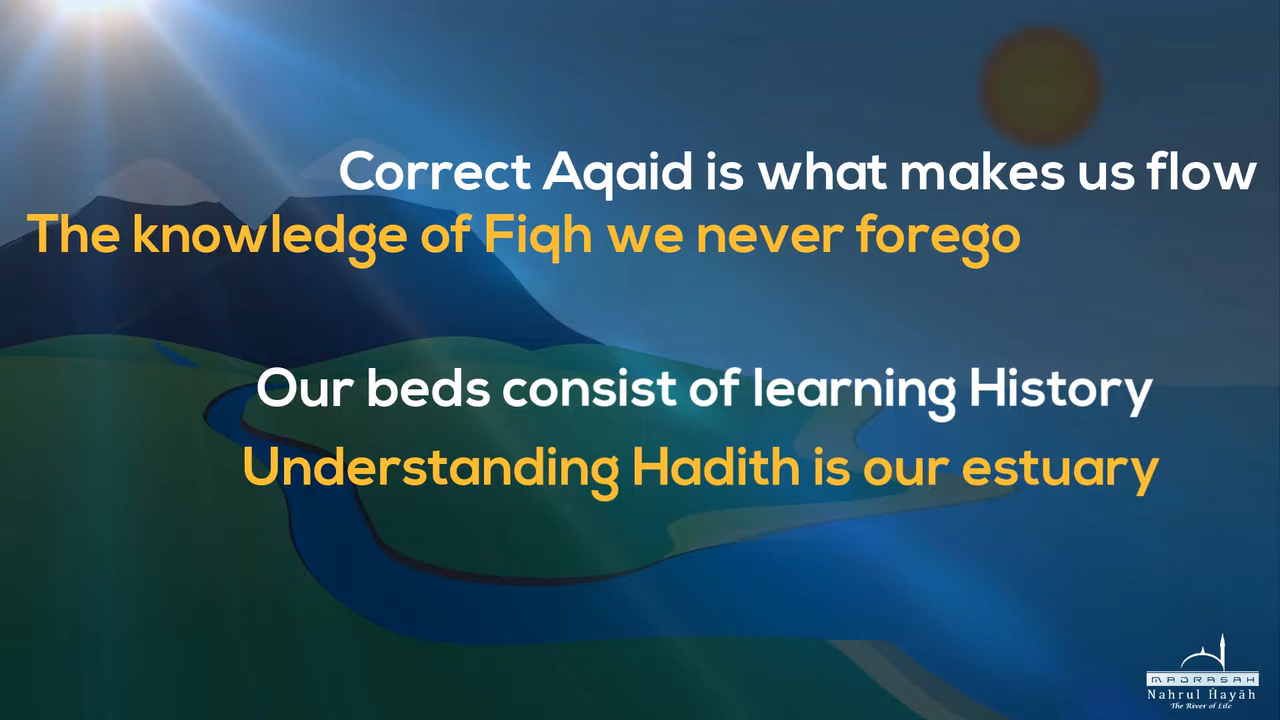 Correct Aqaid is what makes us flow
The knowledge of Fiqh we never forego
Our beds consist of learning History
Understanding Hadith is our estuary
MADRASAH
Nahrul Hayāh
The River of Life